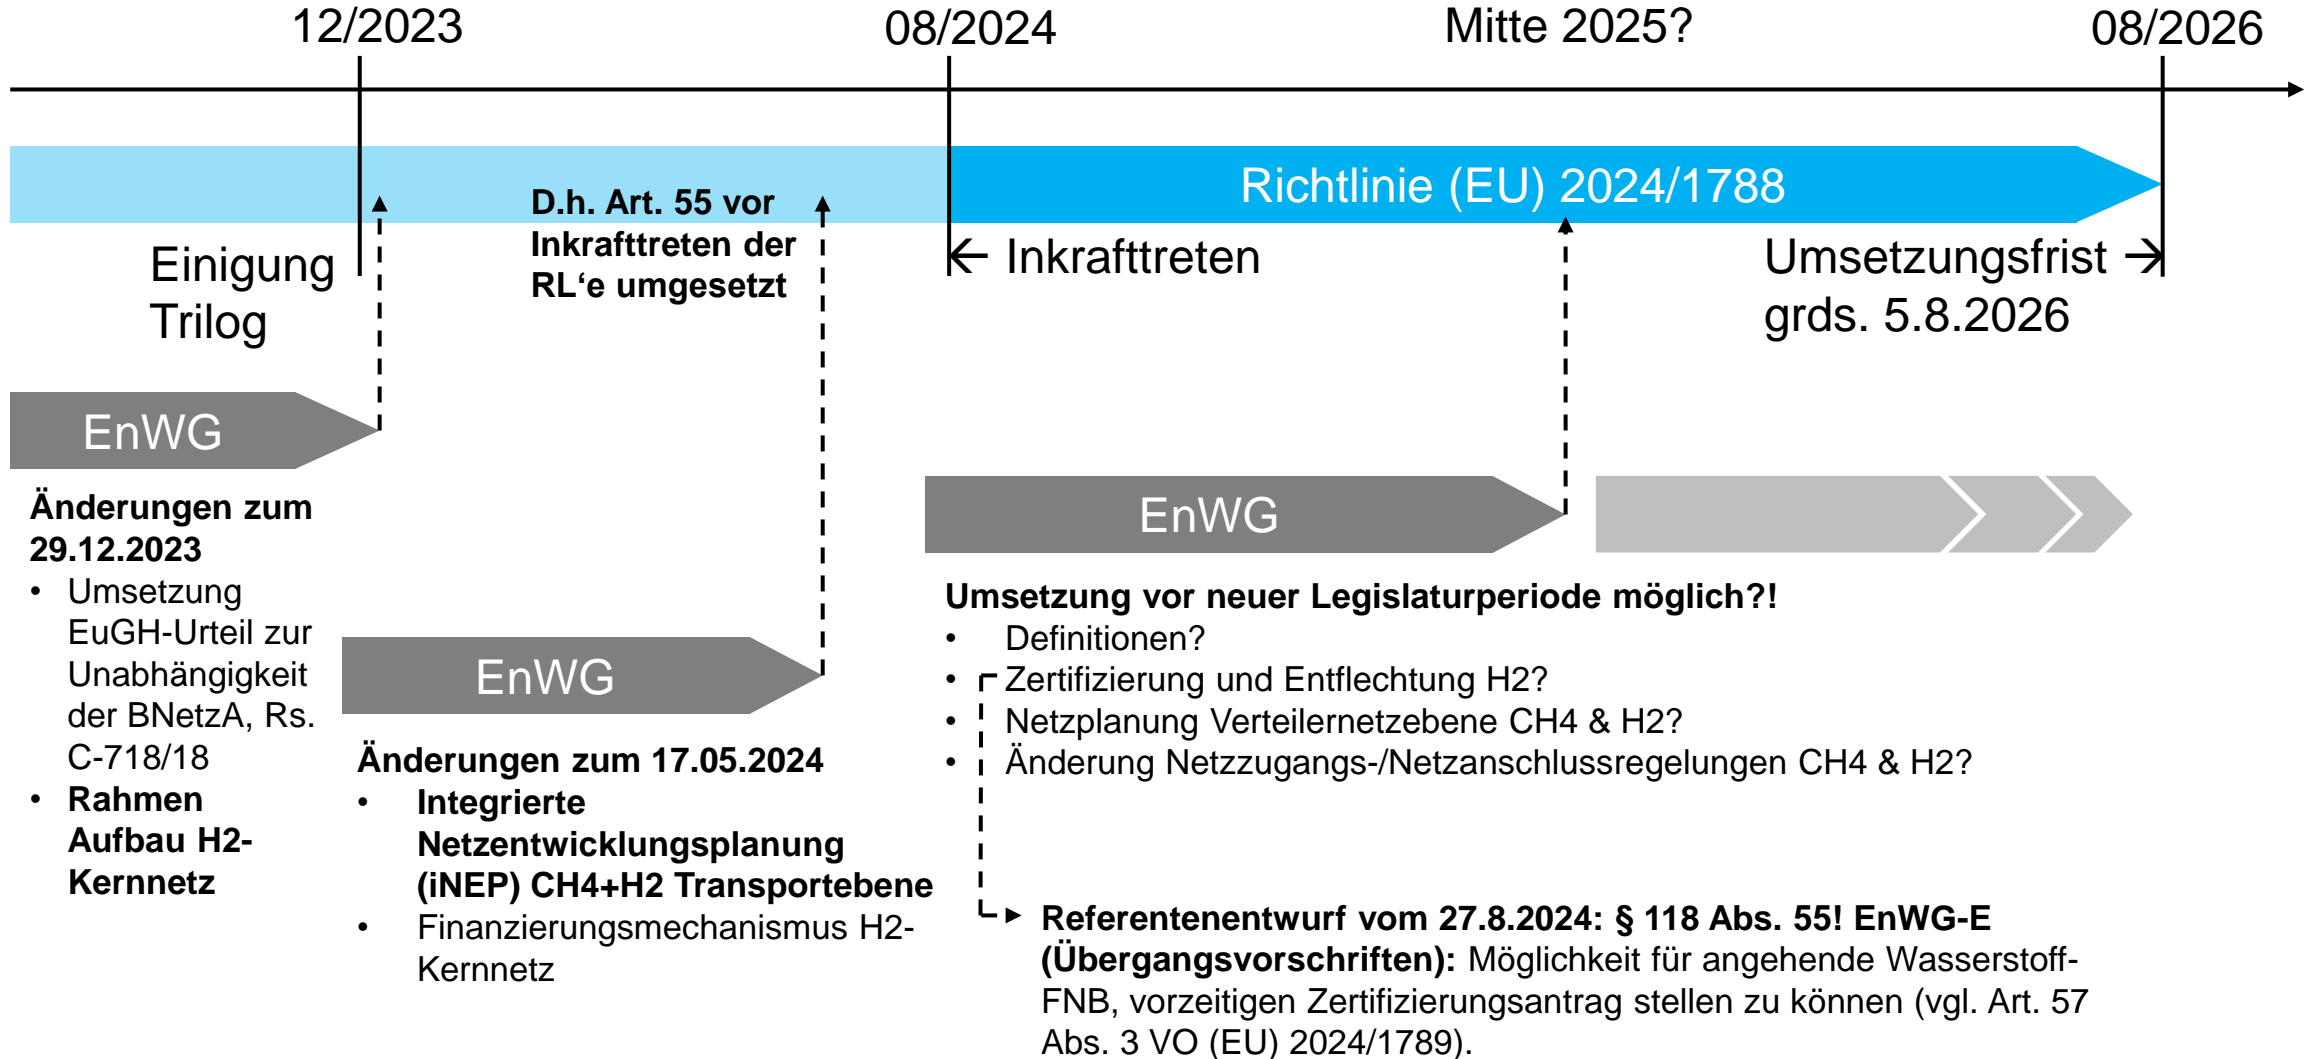 12/2023
08/2024
Mitte 2025?
08/2026
Richtlinie (EU) 2024/1788
D.h. Art. 55 vor
Inkrafttreten der
RL‘e umgesetzt
Einigung
Trilog
← Inkrafttreten
Umsetzungsfrist →
grds. 5.8.2026
EnWG
Änderungen zum
29.12.2023
• Umsetzung
EuGH-Urteil zur
Unabhängigkeit
der BNetzA, Rs.
C-718/18
• Rahmen
Aufbau H2-
Kernnetz
EnWG
Änderungen zum 17.05.2024
• Integrierte
Netzentwicklungsplanung
(iNEP) CH4+H2 Transportebene
• Finanzierungsmechanismus H2-
Kernnetz
EnWG
Umsetzung vor neuer Legislaturperiode möglich?!
• Definitionen?
• Zertifizierung und Entflechtung H2?
• Netzplanung Verteilernetzebene CH4 & H2?
• Änderung Netzzugangs-/Netzanschlussregelungen CH4 & H2?
Referentenentwurf vom 27.8.2024: § 118 Abs. 55! EnWG-E
(Übergangsvorschriften): Möglichkeit für angehende Wasserstoff-
FNB, vorzeitigen Zertifizierungsantrag stellen zu können (vgl. Art. 57
Abs. 3 VO (EU) 2024/1789).